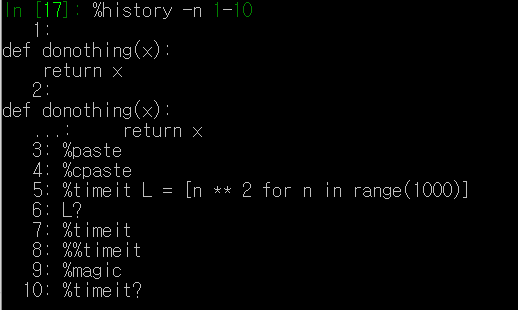 In [17]: %history -n 1-10
   1:
def donothing(x):
    return x
   2:
def donothing(x):
   ...:     return x
   3: %paste
   4: %cpaste
   5: %timeit L = [n ** 2 for n in range(1000)]
   6: L?
   7: %timeit
   8: %%timeit
   9: %magic
  10: %timeit?